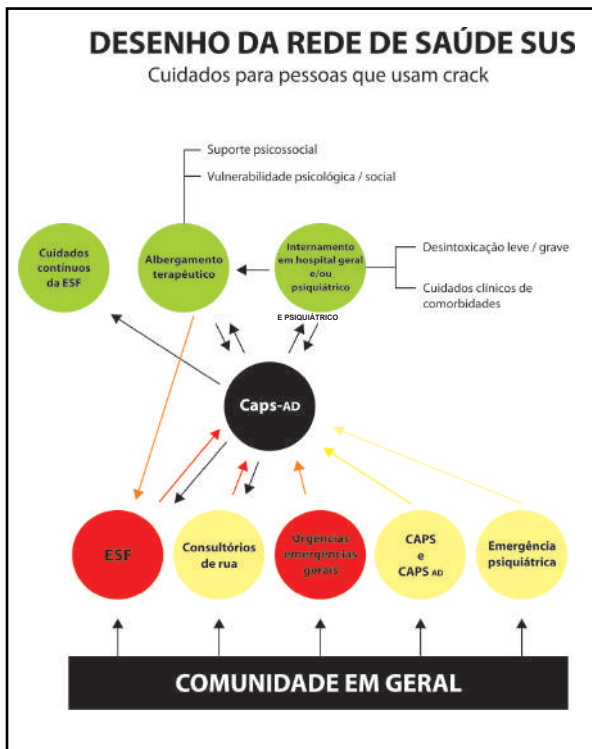 DESENHO DA REDE DE SAÚDE SUS
Cuidados para pessoas que usam crack
Suporte psicossocial
Vulnerabilidade psicológica / social
Cuidados
contínuos
da ESF
Albergamento
terapêutico
Internamento
em hospital geral
e/ou
psiquiátrico
E PSIQUIÁTRICO
Desintoxicação leve / grave
Cuidados clínicos de
comorbidades
Caps-AD
ESF
Consultórios
de rua
Urgências
emergências
gerais
CAPS
e
CAPS AD
Emergência
psiquiátrica
COMUNIDADE EM GERAL